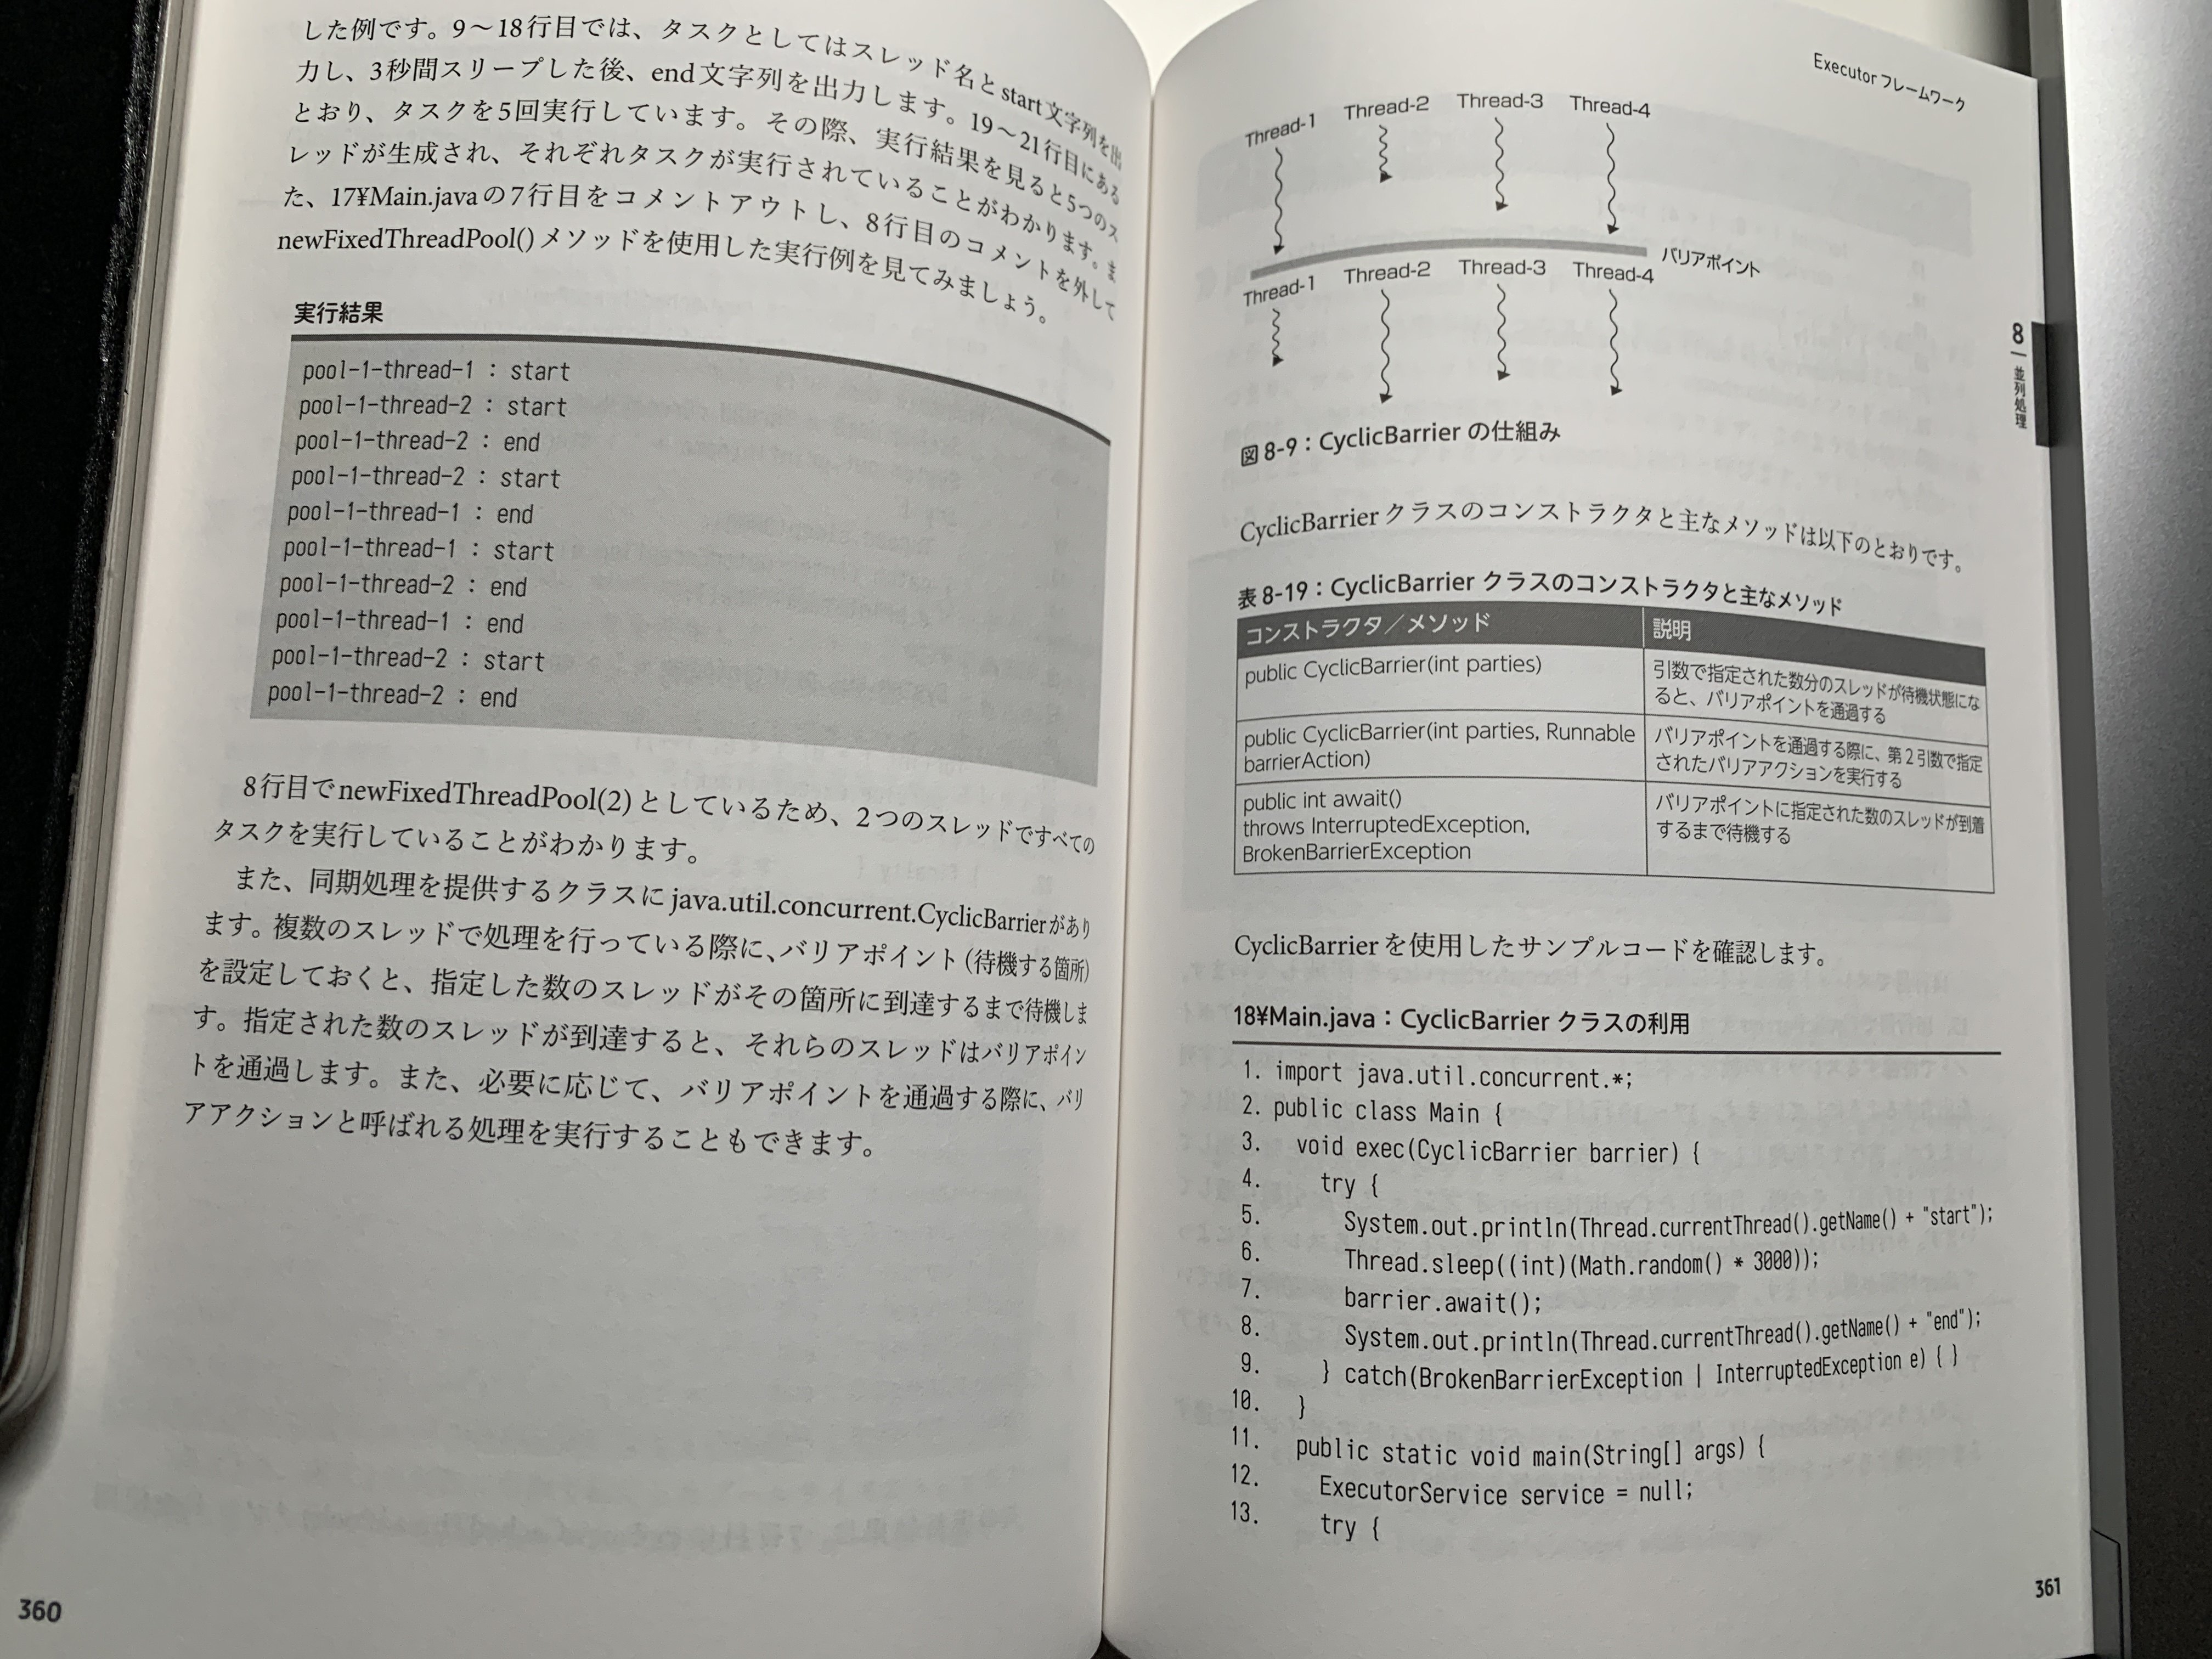 した例です。9〜18行目では、タスクとしてはスレッド名とstart文字列を出
力し、3秒間スリープした後、end文字列を出力します。19〜21行目にある
とおり、タスクを5回実行しています。その際、実行結果を見ると5つのス
レッドが生成され、それぞれタスクが実行されていることがわかります。ま
た、17¥Main.javaの7行目をコメントアウトし、8行目のコメントを外して
newFixedThreadPool()メソッドを使用した実行例を見てみましょう。
実行結果
pool-1-thread-1 : start
pool-1-thread-2 : start
pool-1-thread-2 : end
pool-1-thread-2 : start
pool-1-thread-1 : end
pool-1-thread-1 : start
pool-1-thread-2 : end
pool-1-thread-1 : end
pool-1-thread-2 : start
pool-1-thread-2 : end
8行目でnewFixedThreadPool(2)としているため、2つのスレッドですべての
タスクを実行していることがわかります。
また、同期処理を提供するクラスにjava.util.concurrent.CyclicBarrierがあり
ます。複数のスレッドで処理を行っている際に、バリアポイント(待機する箇所)
を設定しておくと、指定した数のスレッドがその箇所に到達するまで待機しま
す。指定された数のスレッドが到達すると、それらのスレッドはバリアポイン
トを通過します。また、必要に応じて、バリアポイントを通過する際に、バリ
アアクションと呼ばれる処理を実行することもできます。
360
Executor フレームワーク
Thread-1 Thread-2 Thread-3 Thread-4
バリアポイント
Thread-1 Thread-2 Thread-3 Thread-4
8 | 並列処理
図8-9：CyclicBarrier の仕組み
CyclicBarrierクラスのコンストラクタと主なメソッドは以下のとおりです。
表8-19：CyclicBarrier クラスのコンストラクタと主なメソッド
コンストラクタ／メソッド 説明
public CyclicBarrier(int parties) 引数で指定された数分のスレッドが待機状態にな
ると、バリアポイントを通過する
public CyclicBarrier(int parties, Runnable バリアポイントを通過する際に、第2引数で指定
barrierAction) されたバリアアクションを実行する
public int await() バリアポイントに指定された数のスレッドが到着
throws InterruptedException, するまで待機する
BrokenBarrierException
CyclicBarrierを使用したサンプルコードを確認します。
18¥Main.java：CyclicBarrier クラスの利用
1. import java.util.concurrent.*;
2. public class Main {
3. void exec(CyclicBarrier barrier) {
4. try {
5. System.out.println(Thread.currentThread().getName() + "start");
6. Thread.sleep((int)(Math.random() * 3000));
7. barrier.await();
8. System.out.println(Thread.currentThread().getName() + "end");
9. } catch(BrokenBarrierException | InterruptedException e) { }
10. }
11. public static void main(String[] args) {
12. ExecutorService service = null;
13. try {
361